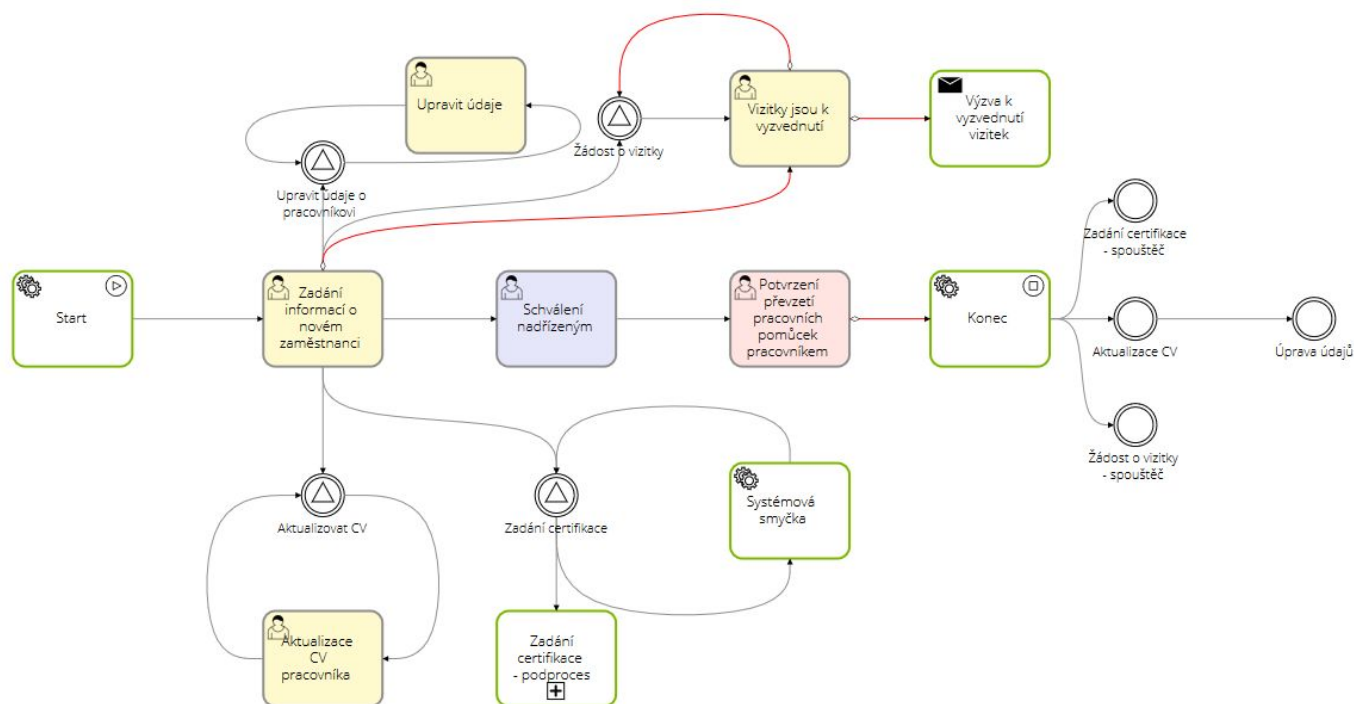 Upravit údaje
Vizitky jsou k
vyzvednutí
Výzva k
vyzvednutí
vizitek
Žádost o vizitky
Upravit údaje o
pracovníkovi
Zadání certifikace
- spouštěč
Start
Zadání
informací o
novém
zaměstnanci
Schválení
nadřízeným
Potvrzení
převzetí
pracovních
pomůcek
pracovníkem
Konec
Aktualizace CV
Úprava údajů
Žádost o vizitky
- spouštěč
Aktualizovat CV
Zadání certifikace
Systémová
smyčka
Aktualizace
CV
pracovníka
Zadání
certifikace
- podproces